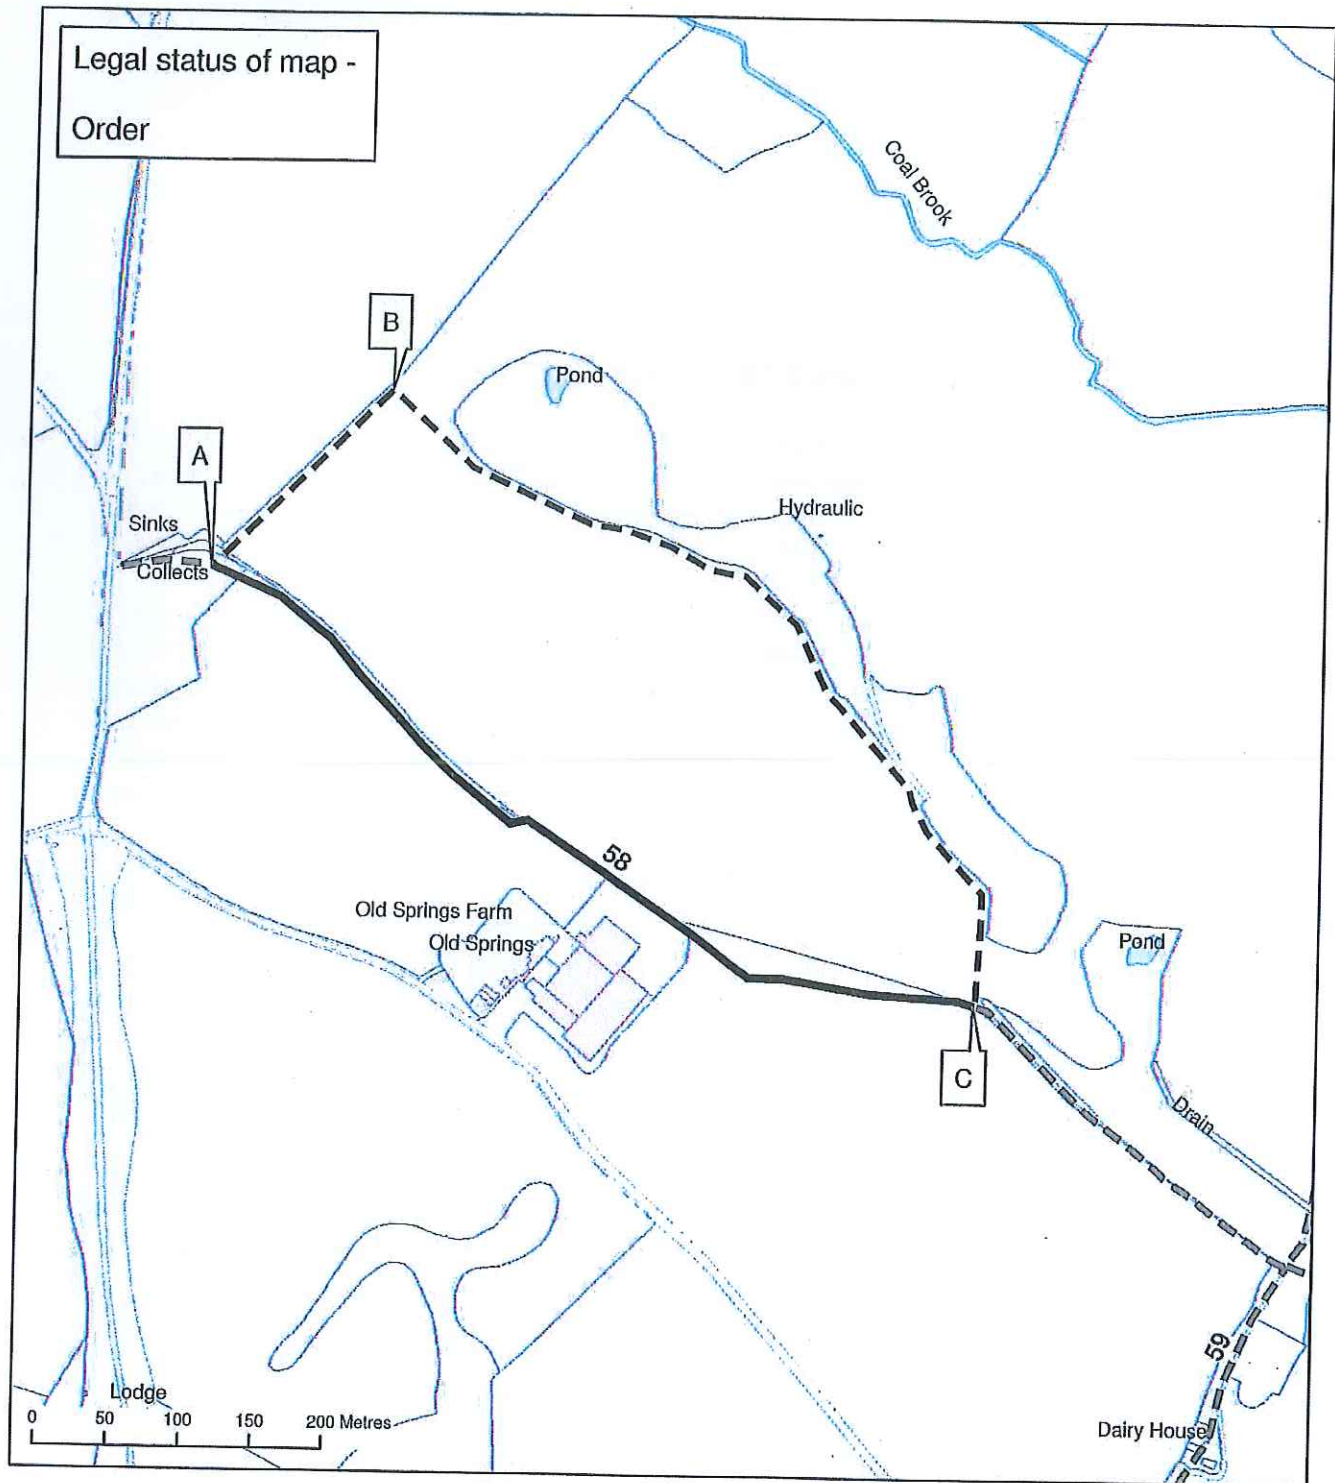 Legal status of map -
Order
Coal Brook
B
Pond
A
Hydraulic
Sinks
Collects
58
Old Springs Farm
Old Springs
Pond
C
Drain
59
Lodge
0 50 100 150 200 Metres
Dairy House